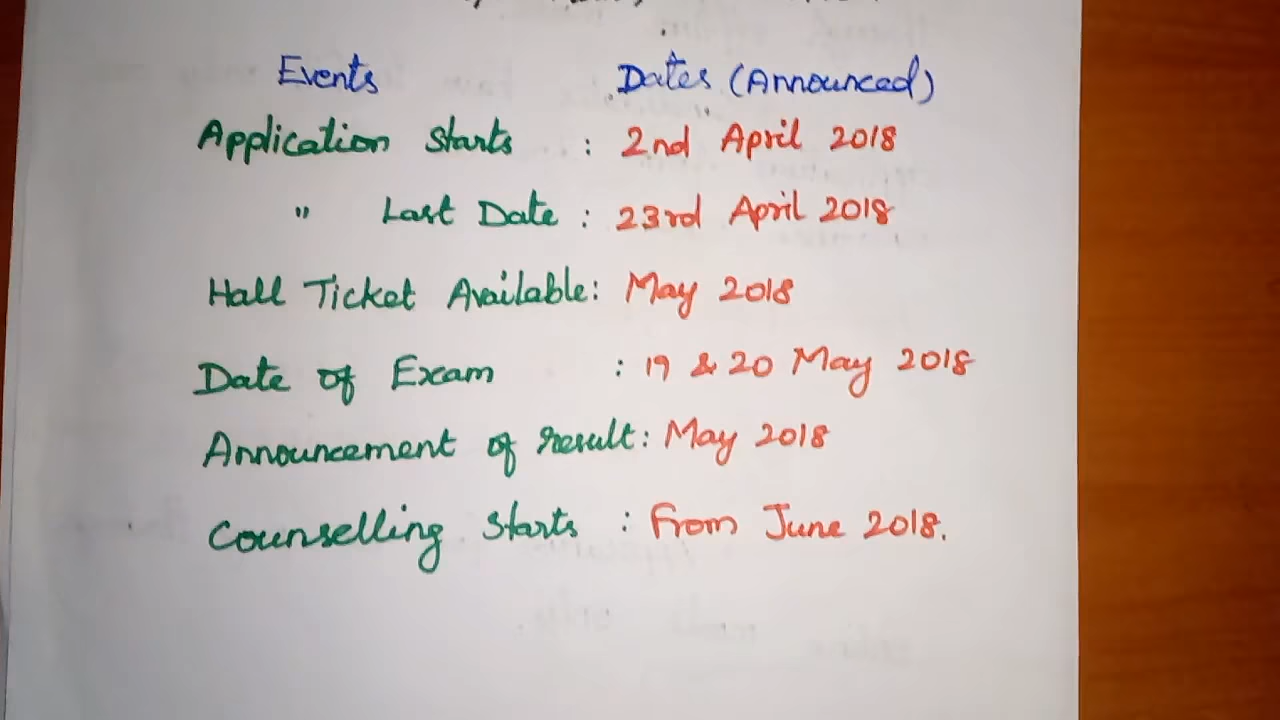 Events Dates (Announced)
Application Starts : 2nd April 2018
" Last Date : 23rd April 2018
Hall Ticket Available : May 2018
Date of Exam : 19 & 20 May 2018
Announcement of result : May 2018
Counselling Starts : From June 2018.